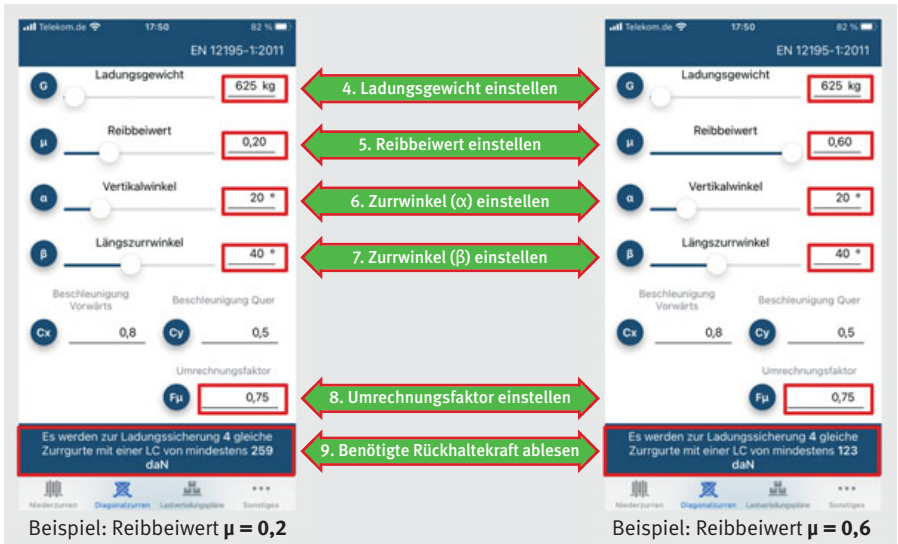 Telekom.de 17:50 82 %
EN 12195-1:2011
G Ladungsgewicht 625 kg
μ Reibbeiwert 0,20
α Vertikalwinkel 20 °
β Längszurrwinkel 40 °
Beschleunigung Vorwärts Beschleunigung Quer
Cx 0,8 Cy 0,5
Umrechnungsfaktor
Fμ 0,75
Es werden zur Ladungssicherung 4 gleiche
Zurrgurte mit einer LC von mindestens 259
daN
Niederzurren Diagonalzurren Lastverteilungspläne Sonstiges
Beispiel: Reibbeiwert μ = 0,2
4. Ladungsgewicht einstellen
5. Reibbeiwert einstellen
6. Zurrwinkel (α) einstellen
7. Zurrwinkel (β) einstellen
8. Umrechnungsfaktor einstellen
9. Benötigte Rückhaltekraft ablesen
Telekom.de 17:50 82 %
EN 12195-1:2011
G Ladungsgewicht 625 kg
μ Reibbeiwert 0,60
α Vertikalwinkel 20 °
β Längszurrwinkel 40 °
Beschleunigung Vorwärts Beschleunigung Quer
Cx 0,8 Cy 0,5
Umrechnungsfaktor
Fμ 0,75
Es werden zur Ladungssicherung 4 gleiche
Zurrgurte mit einer LC von mindestens 123
daN
Niederzurren Diagonalzurren Lastverteilungspläne Sonstiges
Beispiel: Reibbeiwert μ = 0,6